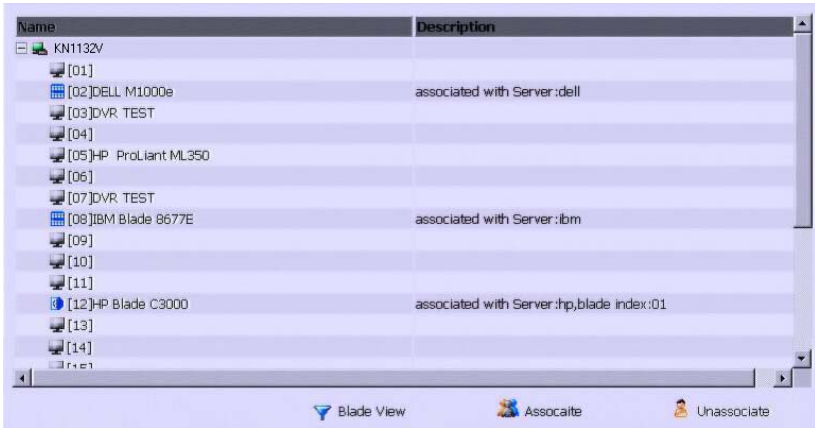 Name Description
KN1132V
[01]
[02]DELL M1000e associated with Server:dell
[03]DVR TEST
[04]
[05]HP ProLiant ML350
[06]
[07]DVR TEST
[08]IBM Blade 8677E associated with Server:ibm
[09]
[10]
[11]
[12]HP Blade C3000 associated with Server:hp,blade index:01
[13]
[14]
Blade View Assocaite Unassociate